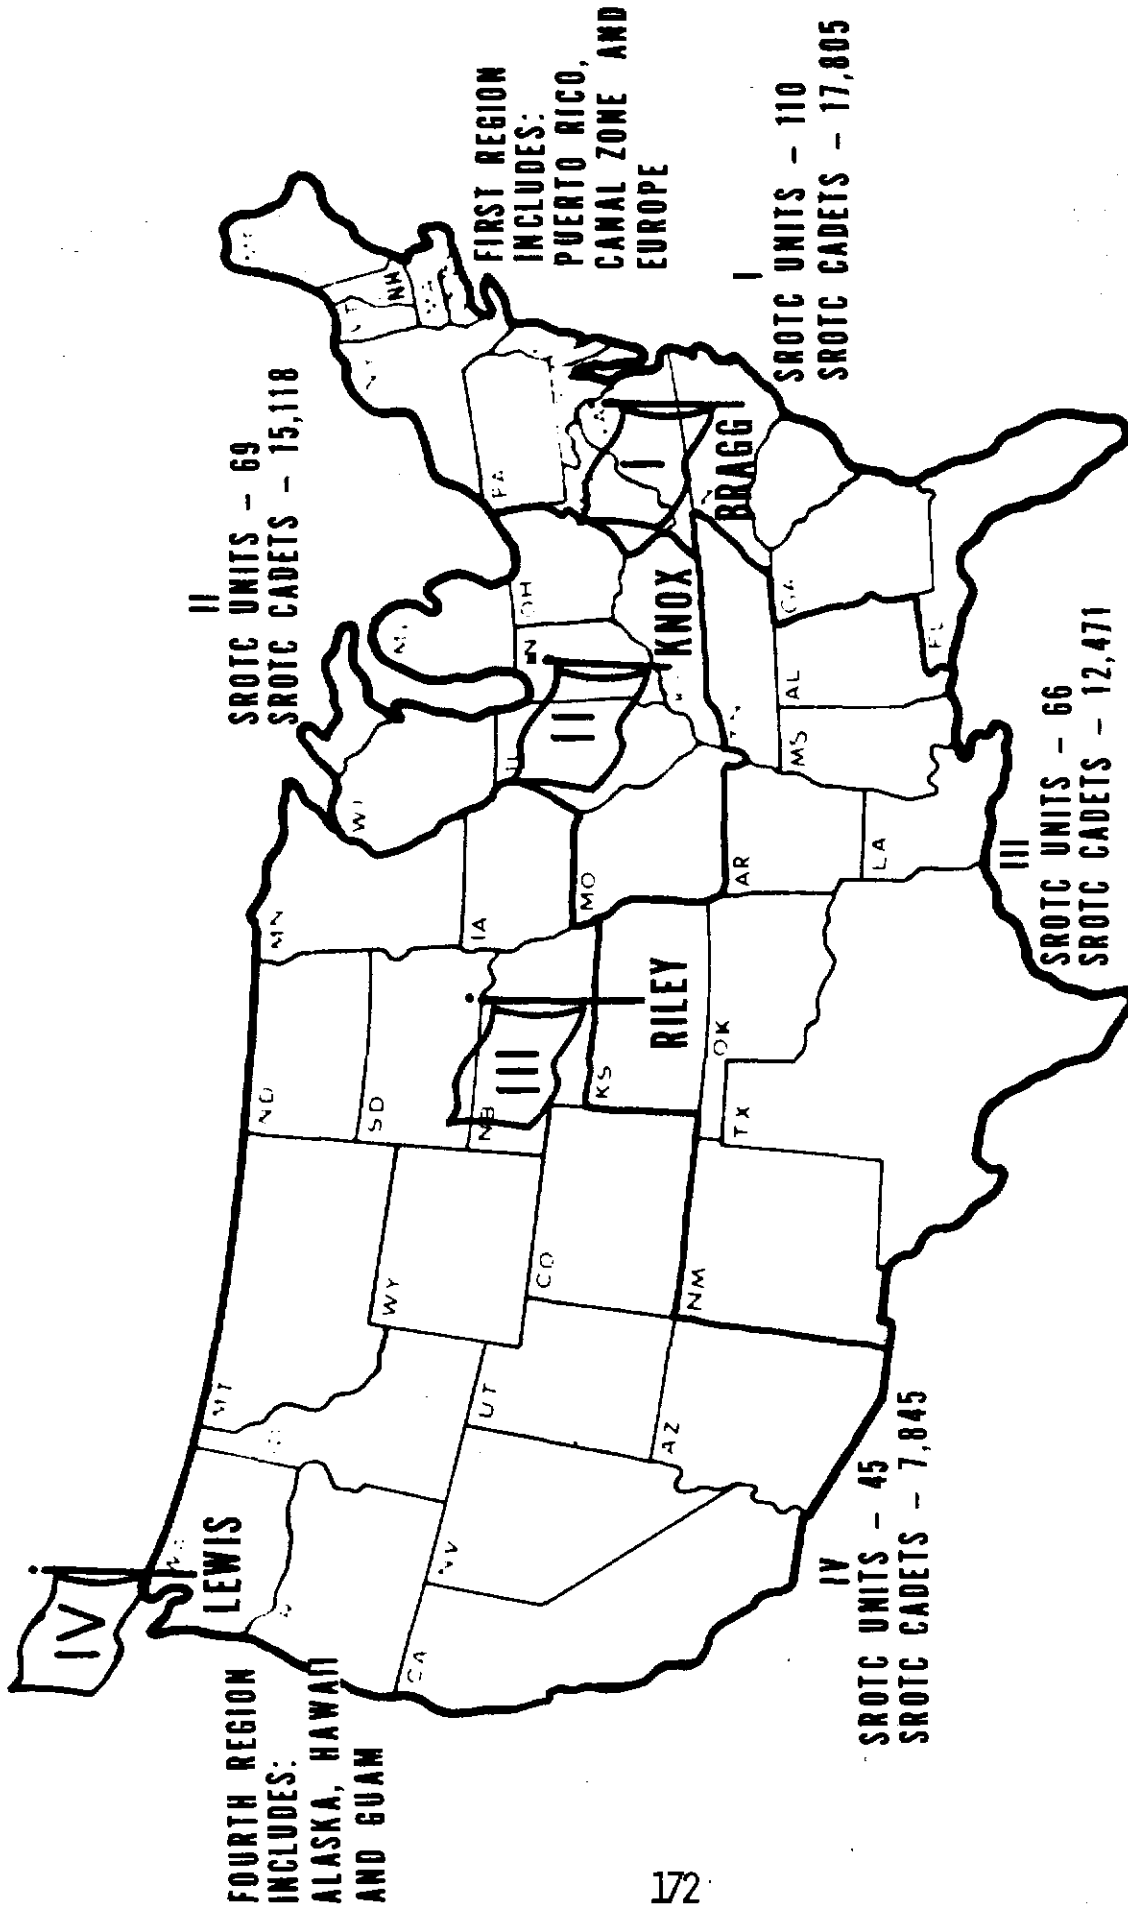 II
SROTC UNITS - 69
SROTC CADETS - 15,118
FIRST REGION
INCLUDES:
PUERTO RICO,
CANAL ZONE AND
EUROPE
I
SROTC UNITS - 110
SROTC CADETS - 17,805
FOURTH REGION
INCLUDES:
ALASKA, HAWAII
AND GUAM
IV
SROTC UNITS - 45
SROTC CADETS - 7,845
III
SROTC UNITS - 66
SROTC CADETS - 12,471
IV
LEWIS
III
RILEY
II
KNOX
I
BRAGG
MT
ND
MN
WI
SD
WY
NB
IA
IL
OH
PA
VT
NH
NV
UT
CO
KS
MO
CA
AZ
NM
OK
TX
AR
LA
MS
AL
GA
FL
172